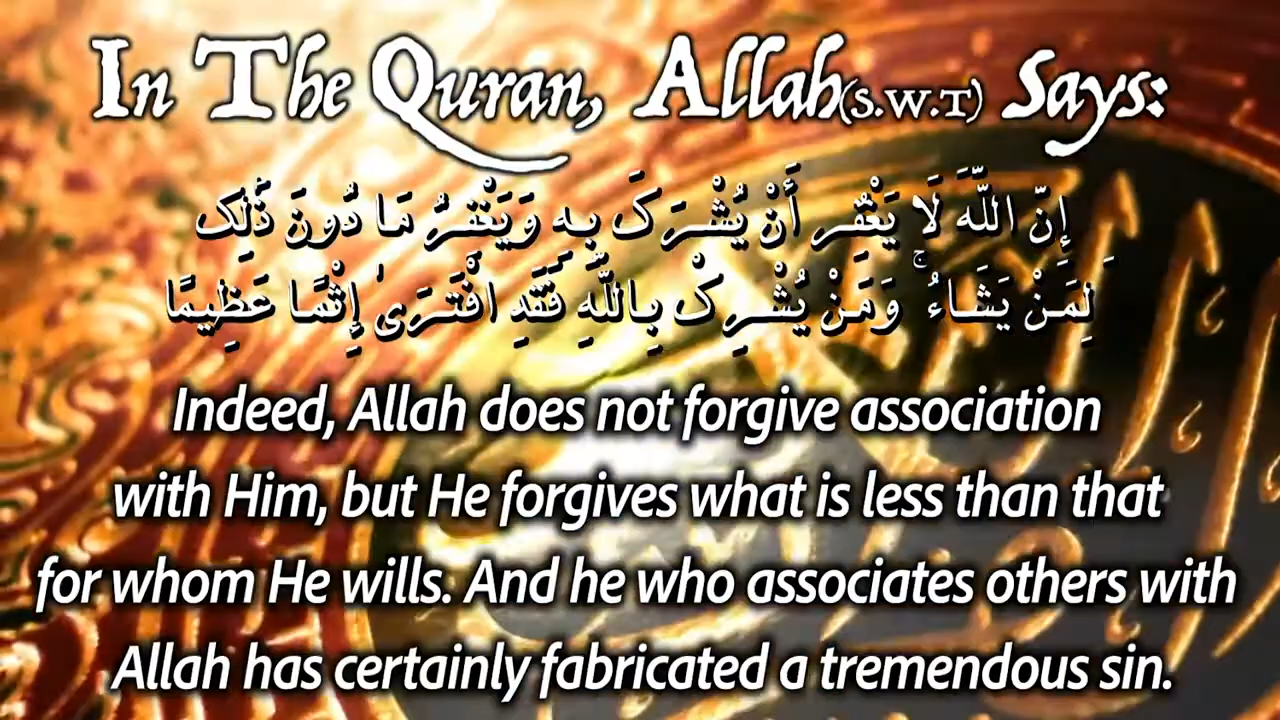 In The Quran, Allah(S.W.T) Says:
إِنَّ اللَّهَ لَا يَغْفِرُ أَنْ يُشْرَكَ بِهِ وَيَغْفِرُ مَا دُونَ ذَٰلِكَ
لِمَنْ يَشَاءُ ۚ وَمَنْ يُشْرِكْ بِاللَّهِ فَقَدِ افْتَرَىٰ إِثْمًا عَظِيمًا
Indeed, Allah does not forgive association
with Him, but He forgives what is less than that
for whom He wills. And he who associates others with
Allah has certainly fabricated a tremendous sin.